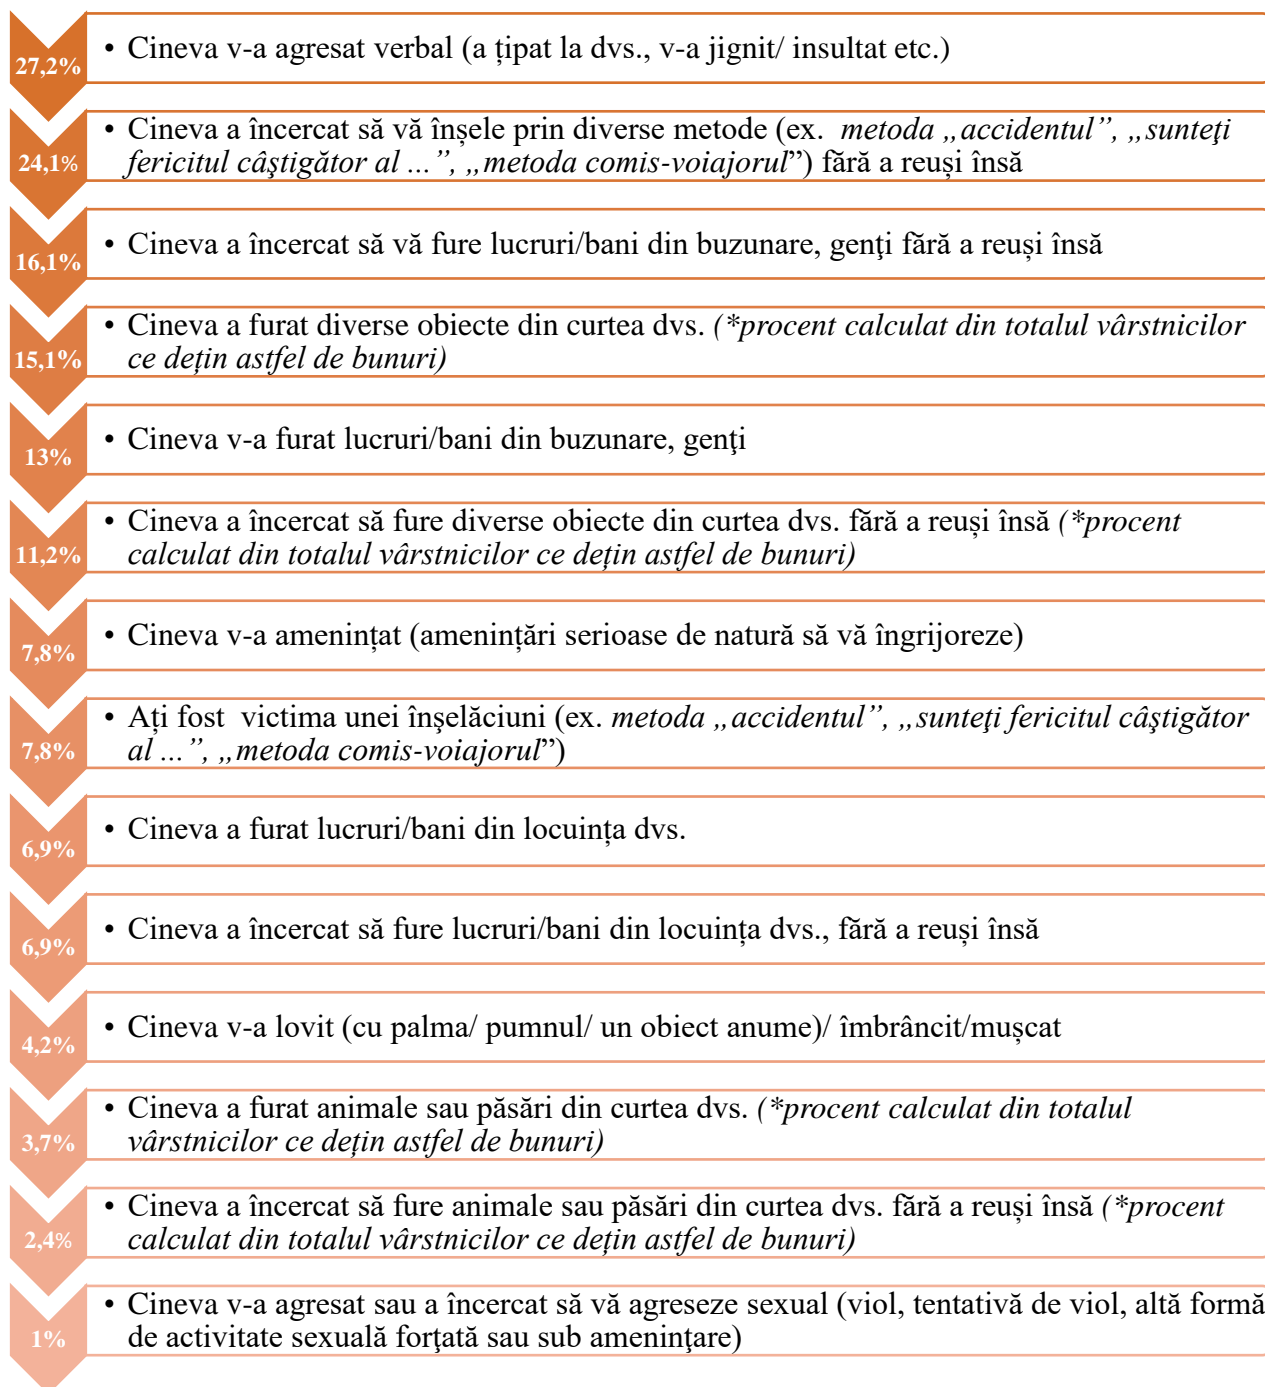 27,2%
• Cineva v-a agresat verbal (a țipat la dvs., v-a jignit/ insultat etc.)
24,1%
• Cineva a încercat să vă înșele prin diverse metode (ex.  metoda „accidentul”, „sunteţi
fericitul câştigător al ...”, „metoda comis-voiajorul”) fără a reuși însă
16,1%
• Cineva a încercat să vă fure lucruri/bani din buzunare, genţi fără a reuși însă
15,1%
• Cineva a furat diverse obiecte din curtea dvs. (*procent calculat din totalul vârstnicilor
ce dețin astfel de bunuri)
13%
• Cineva v-a furat lucruri/bani din buzunare, genţi
11,2%
• Cineva a încercat să fure diverse obiecte din curtea dvs. fără a reuși însă (*procent
calculat din totalul vârstnicilor ce dețin astfel de bunuri)
7,8%
• Cineva v-a amenințat (amenințări serioase de natură să vă îngrijoreze)
7,8%
• Ați fost  victima unei înşelăciuni (ex. metoda „accidentul”, „sunteţi fericitul câştigător
al ...”, „metoda comis-voiajorul”)
6,9%
• Cineva a furat lucruri/bani din locuința dvs.
6,9%
• Cineva a încercat să fure lucruri/bani din locuința dvs., fără a reuși însă
4,2%
• Cineva v-a lovit (cu palma/ pumnul/ un obiect anume)/ îmbrâncit/mușcat
3,7%
• Cineva a furat animale sau păsări din curtea dvs. (*procent calculat din totalul
vârstnicilor ce dețin astfel de bunuri)
2,4%
• Cineva a încercat să fure animale sau păsări din curtea dvs. fără a reuși însă (*procent
calculat din totalul vârstnicilor ce dețin astfel de bunuri)
1%
• Cineva v-a agresat sau a încercat să vă agreseze sexual (viol, tentativă de viol, altă formă
de activitate sexuală forţată sau sub ameninţare)